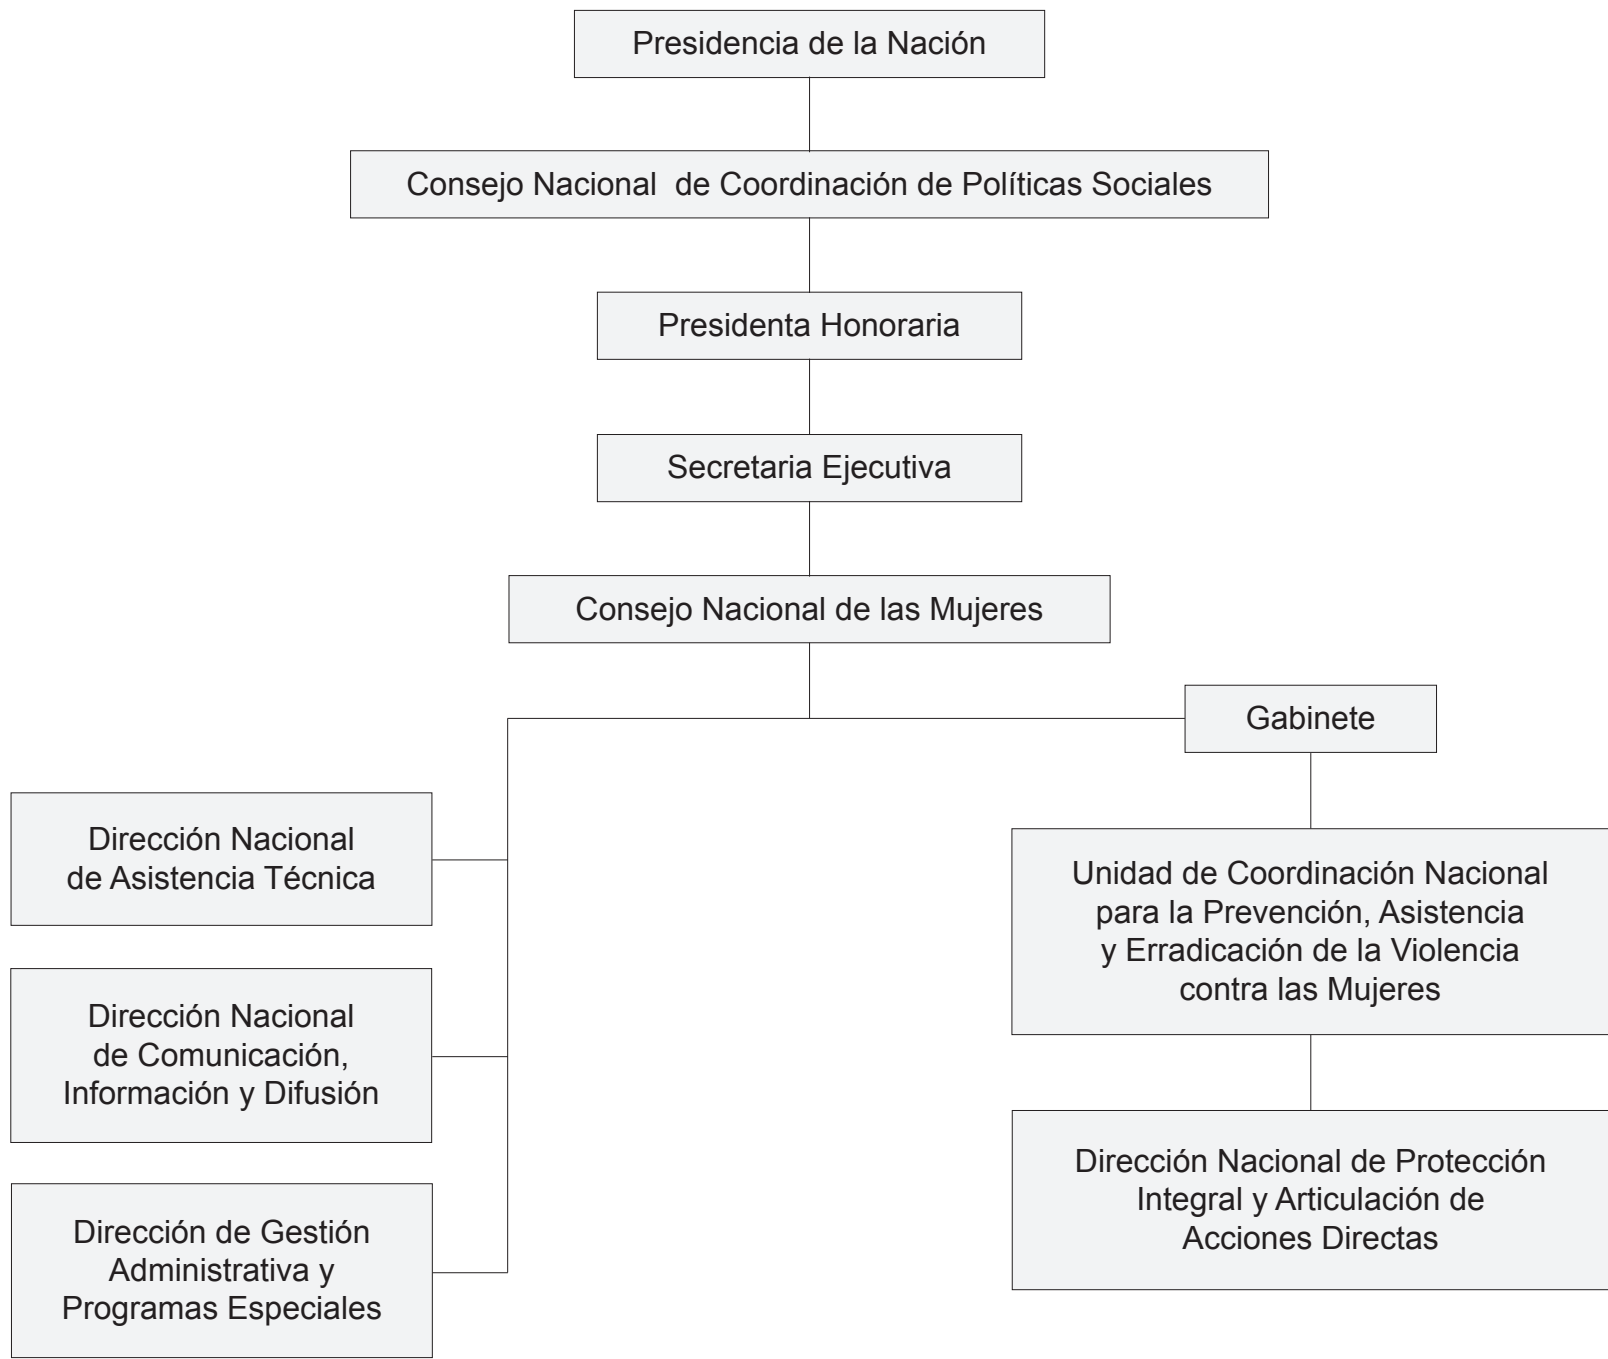 Presidencia de la Nación
Consejo Nacional de Coordinación de Políticas Sociales
Presidenta Honoraria
Secretaria Ejecutiva
Consejo Nacional de las Mujeres
Gabinete
Dirección Nacional
de Asistencia Técnica
Dirección Nacional
de Comunicación,
Información y Difusión
Dirección de Gestión
Administrativa y
Programas Especiales
Unidad de Coordinación Nacional
para la Prevención, Asistencia
y Erradicación de la Violencia
contra las Mujeres
Dirección Nacional de Protección
Integral y Articulación de
Acciones Directas